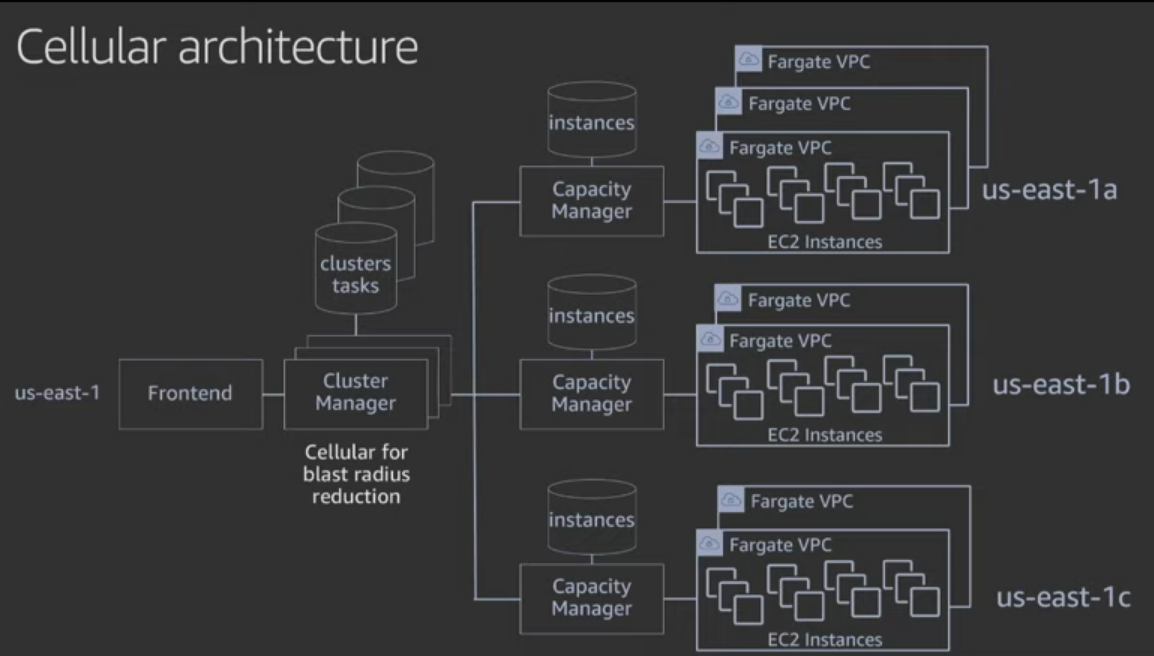 Cellular architecture
us-east-1
Frontend
clusters
tasks
Cluster
Manager
Cellular for
blast radius
reduction
instances
Capacity
Manager
Fargate VPC
Fargate VPC
Fargate VPC
EC2 Instances
us-east-1a
instances
Capacity
Manager
Fargate VPC
Fargate VPC
EC2 Instances
us-east-1b
instances
Capacity
Manager
Fargate VPC
Fargate VPC
EC2 Instances
us-east-1c